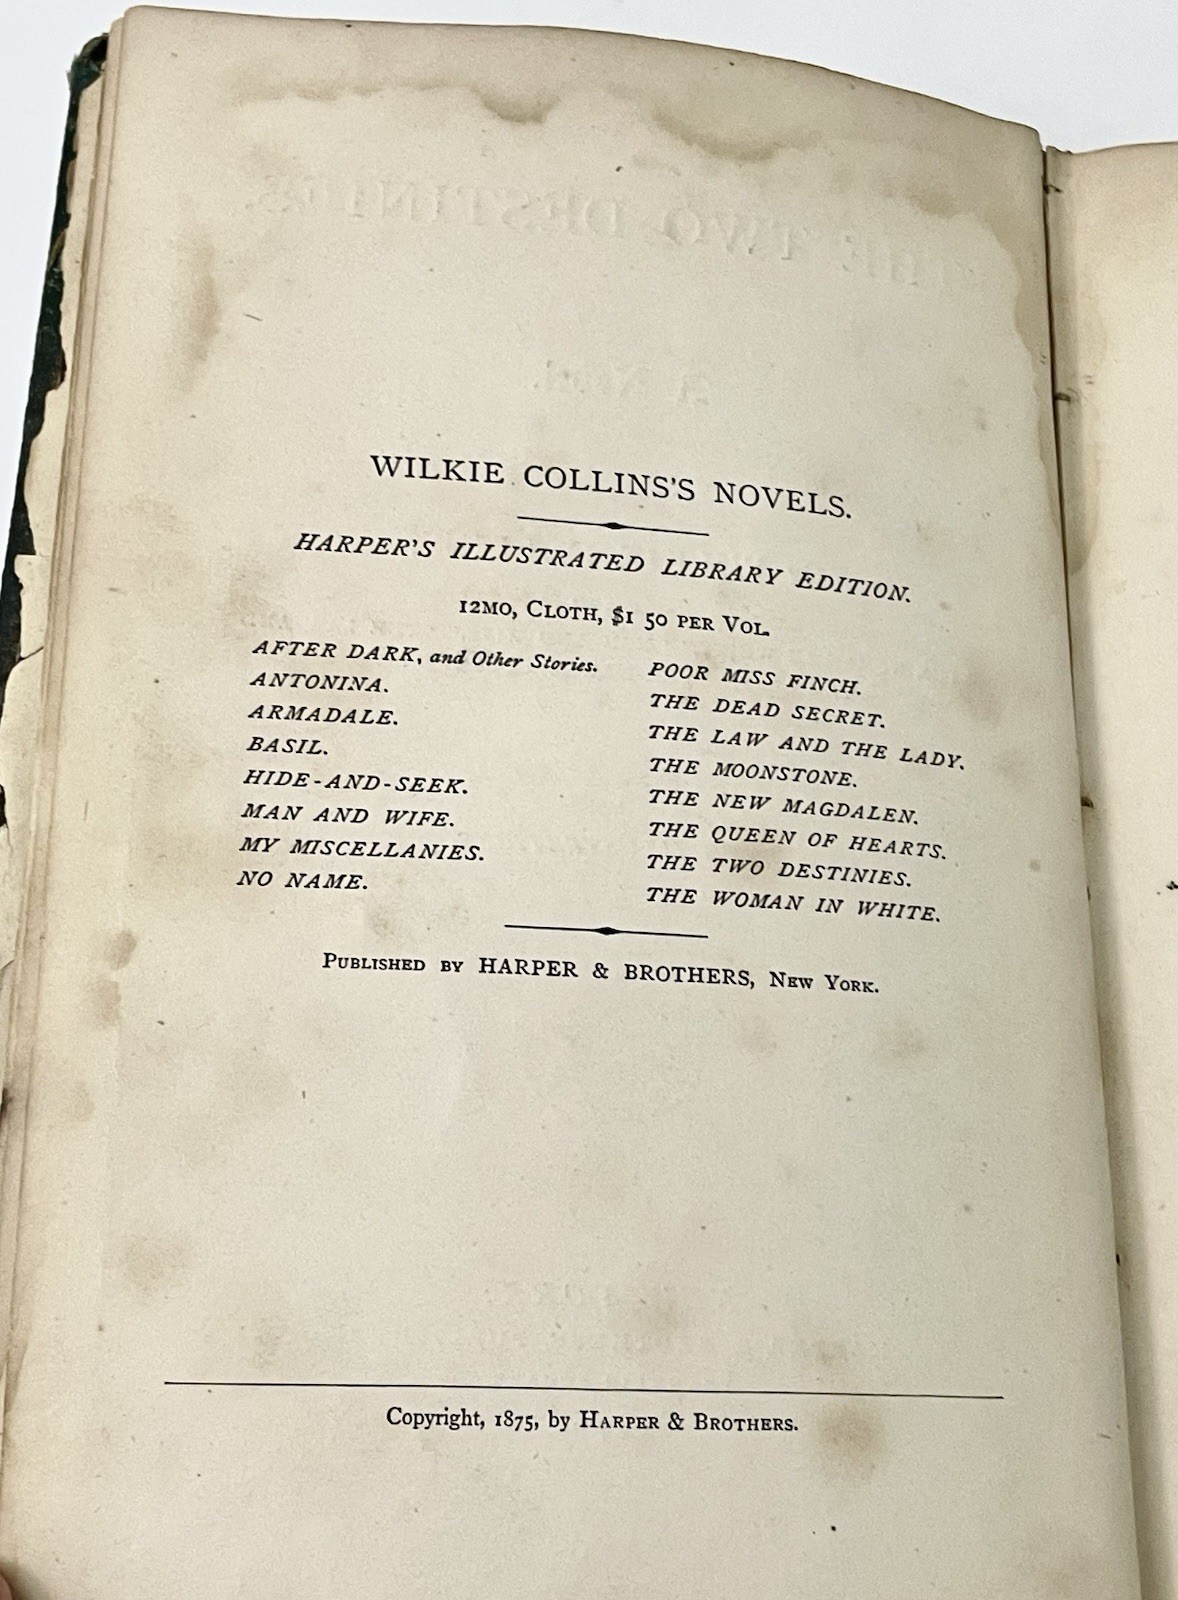 WILKIE COLLINS'S NOVELS.
HARPER'S ILLUSTRATED LIBRARY EDITION.
12MO, CLOTH, $1 50 PER VOL.
AFTER DARK, and Other Stories.
ANTONINA.
ARMADALE.
BASIL.
HIDE-AND-SEEK.
MAN AND WIFE.
MY MISCELLANIES.
NO NAME.
POOR MISS FINCH.
THE DEAD SECRET.
THE LAW AND THE LADY.
THE MOONSTONE.
THE NEW MAGDALEN.
THE QUEEN OF HEARTS.
THE TWO DESTINIES.
THE WOMAN IN WHITE.
PUBLISHED BY HARPER & BROTHERS, NEW YORK.
Copyright, 1875, by HARPER & BROTHERS.